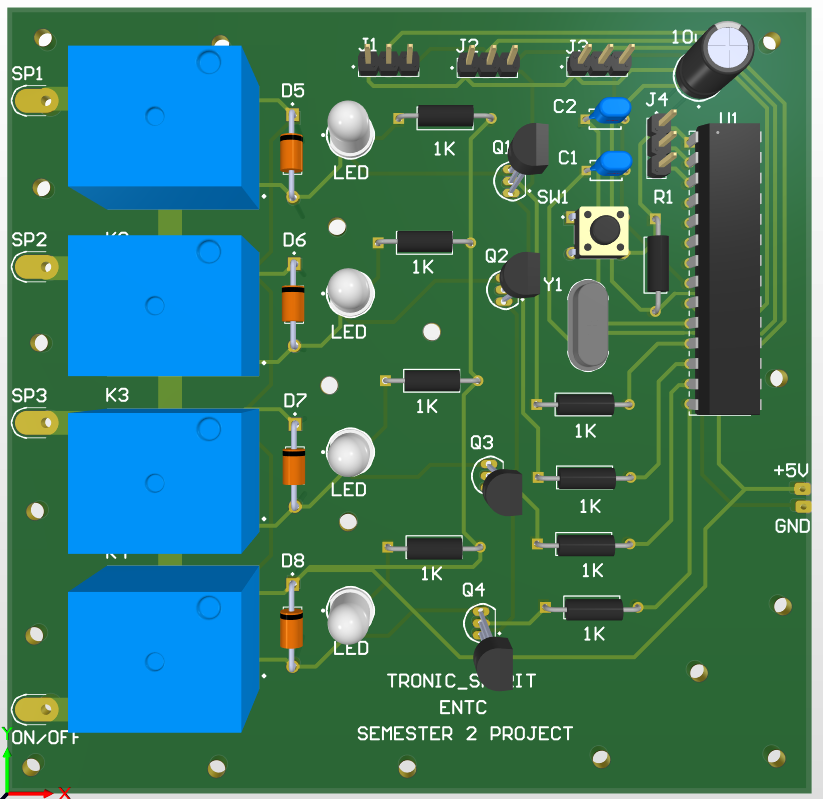 J1
J2
J3
SP1
D5
C2
J4
U1
1K
Q1
LED
C1
SW1
R1
SP2
D6
Q2
1K
Y1
LED
SP3
K3
D7
1K
1K
Q3
LED
+5V
1K
GND
D8
1K
1K
Q4
1K
LED
ENTC
ON/OFF
SEMESTER 2 PROJECT
Y
X